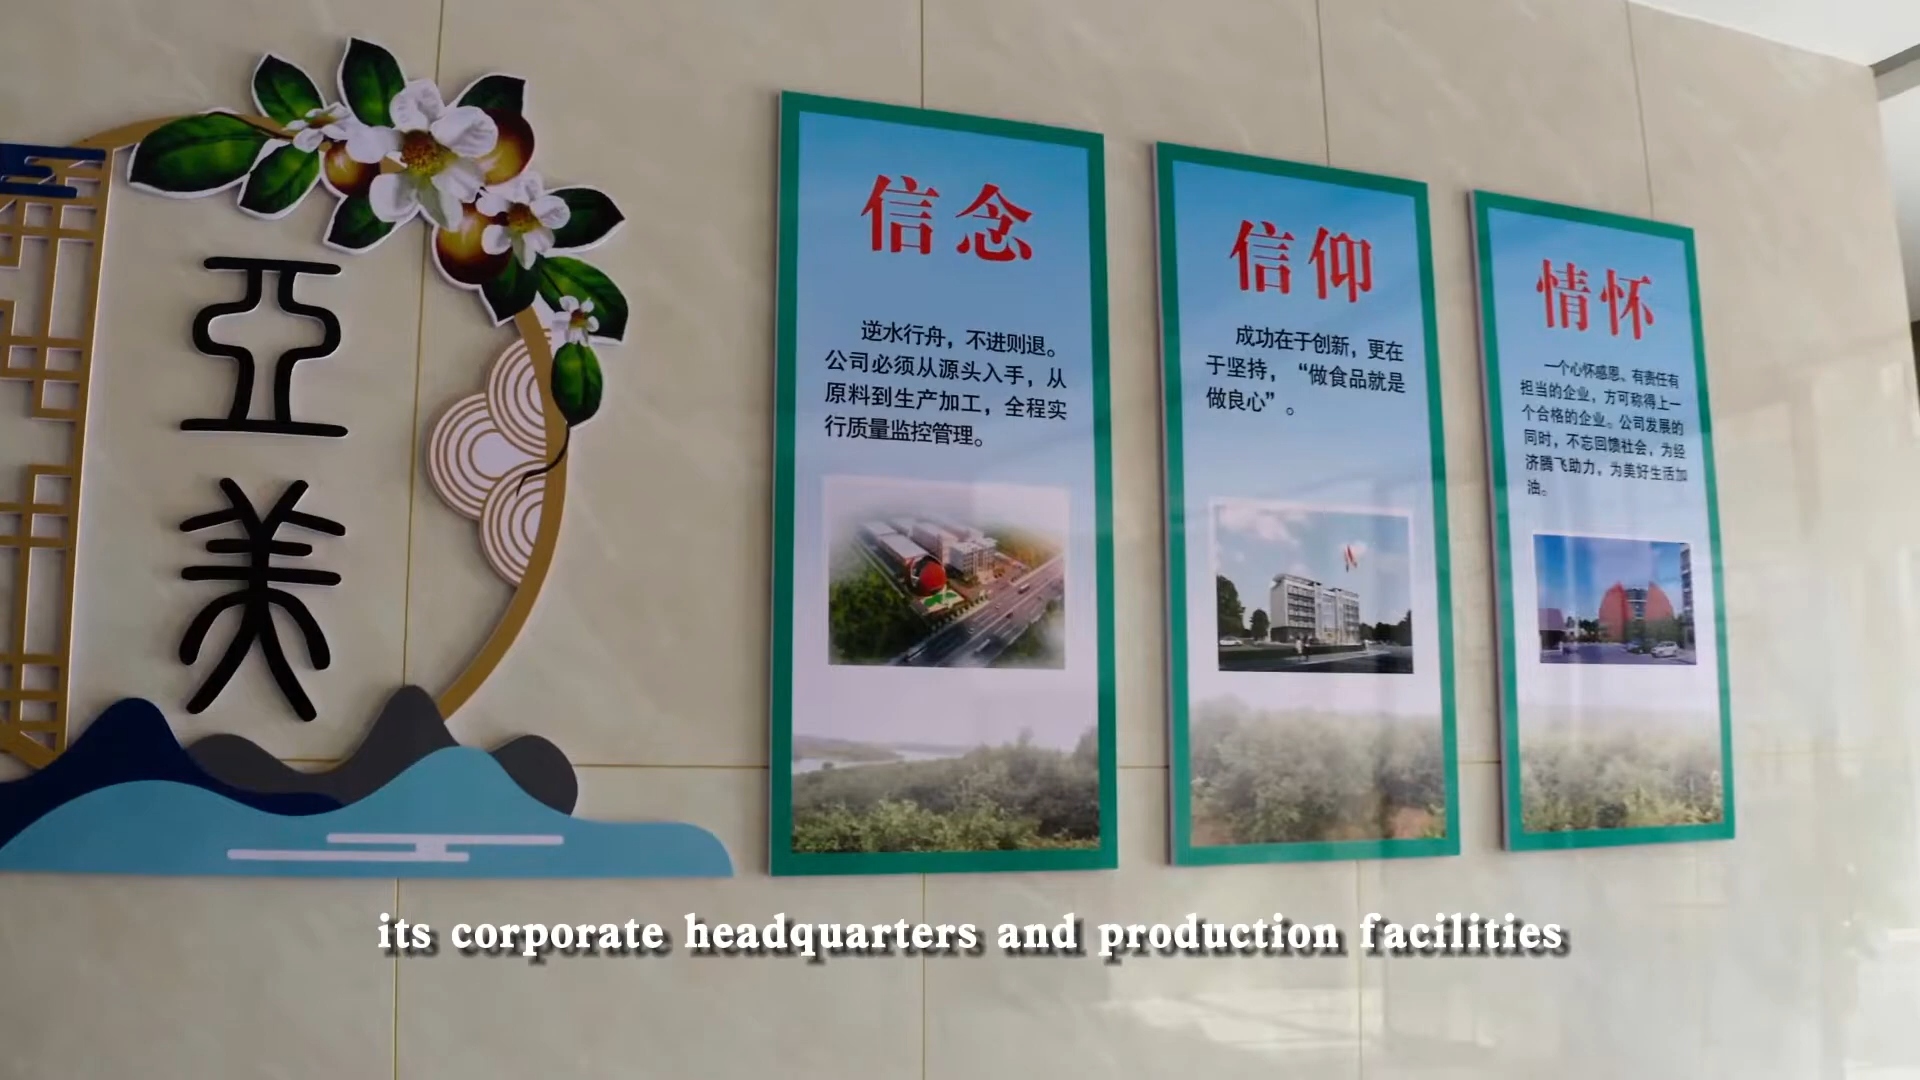 亞
美
信念
逆水行舟，不进则退。
公司必须从源头入手，从
原料到生产加工，全程实
行质量监控管理。
信仰
成功在于创新，更在
于坚持，“做食品就是
做良心”。
情怀
一个心怀感恩、有责任有
担当的企业，方可称得上一
个合格的企业。公司发展的
同时，不忘回馈社会，为经
济腾飞助力，为美好生活加
油。
its corporate headquarters and production facilities